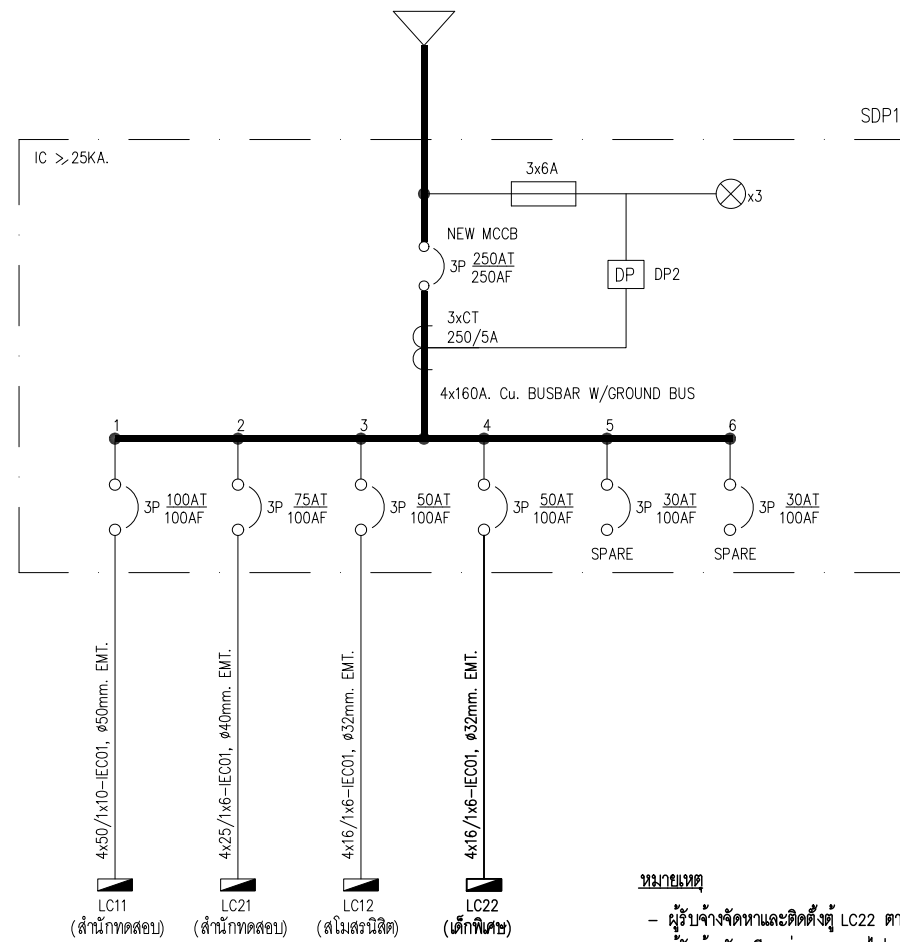 SDP1
IC ≥ 25KA.
3x6A
x3
NEW MCCB
3P 250AT
250AF
DP
DP2
3xCT
250/5A
4x160A. Cu. BUSBAR W/GROUND BUS
1 2 3 4 5 6
3P 100AT
100AF
3P 75AT
100AF
3P 50AT
100AF
3P 50AT
100AF
3P 30AT
100AF
3P 30AT
100AF
SPARE
SPARE
4x50/1x10-IEC01, ø50mm. EMT.
4x25/1x6-IEC01, ø40mm. EMT.
4x16/1x6-IEC01, ø32mm. EMT.
4x16/1x6-IEC01, ø32mm. EMT.
LC11
(สำนักทดสอบ)
LC21
(สำนักทดสอบ)
LC12
(สโมสรนิสิต)
LC22
(เด็กพิเศษ)
หมายเหตุ
- ผู้รับจ้างจัดหาและติดตั้งตู้ LC22